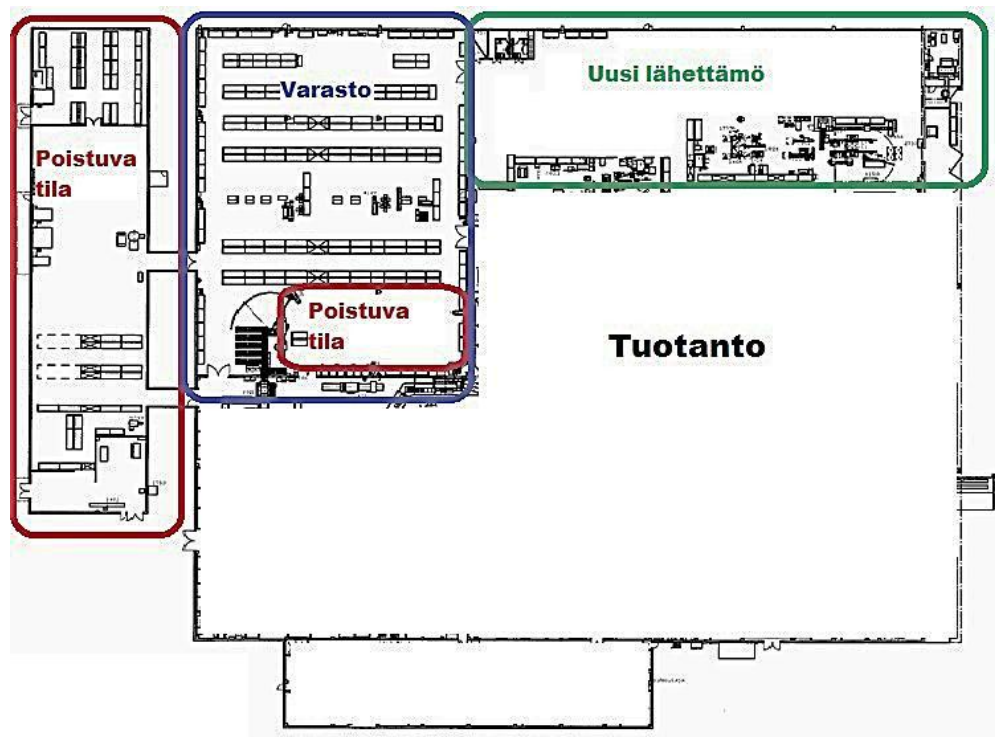 Uusi lähettämö
Varasto
Poistuva
tila
Poistuva
tila
Tuotanto